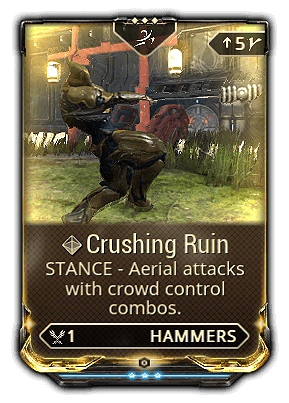 5
Crushing Ruin
STANCE - Aerial attacks
with crowd control
combos.
1 HAMMERS